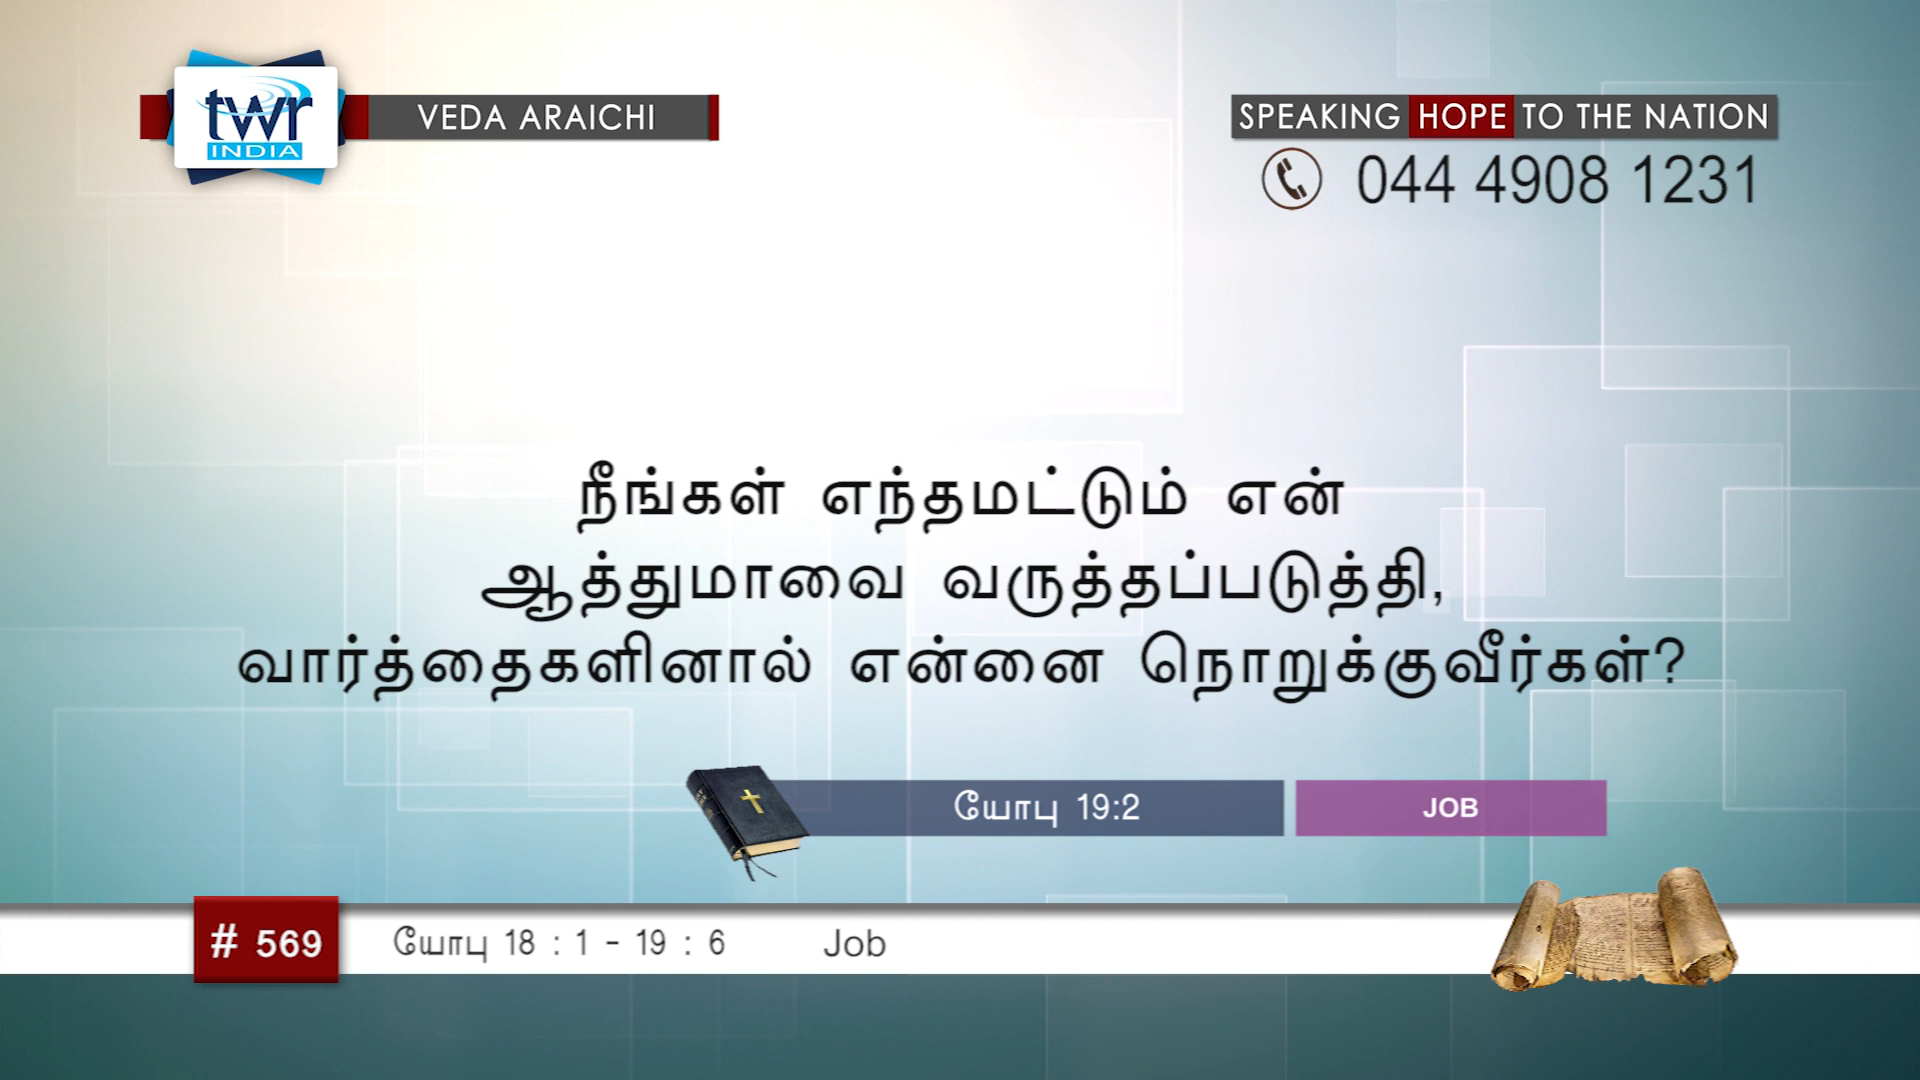 twr
INDIA
VEDA ARAICHI
SPEAKING HOPE TO THE NATION
044 4908 1231
நீங்கள் எந்தமட்டும் என்
ஆத்துமாவை வருத்தப்படுத்தி,
வார்த்தைகளினால் என்னை நொறுக்குவீர்கள்?
யோபு 19:2
JOB
# 569
யோபு 18 : 1 - 19 : 6
Job